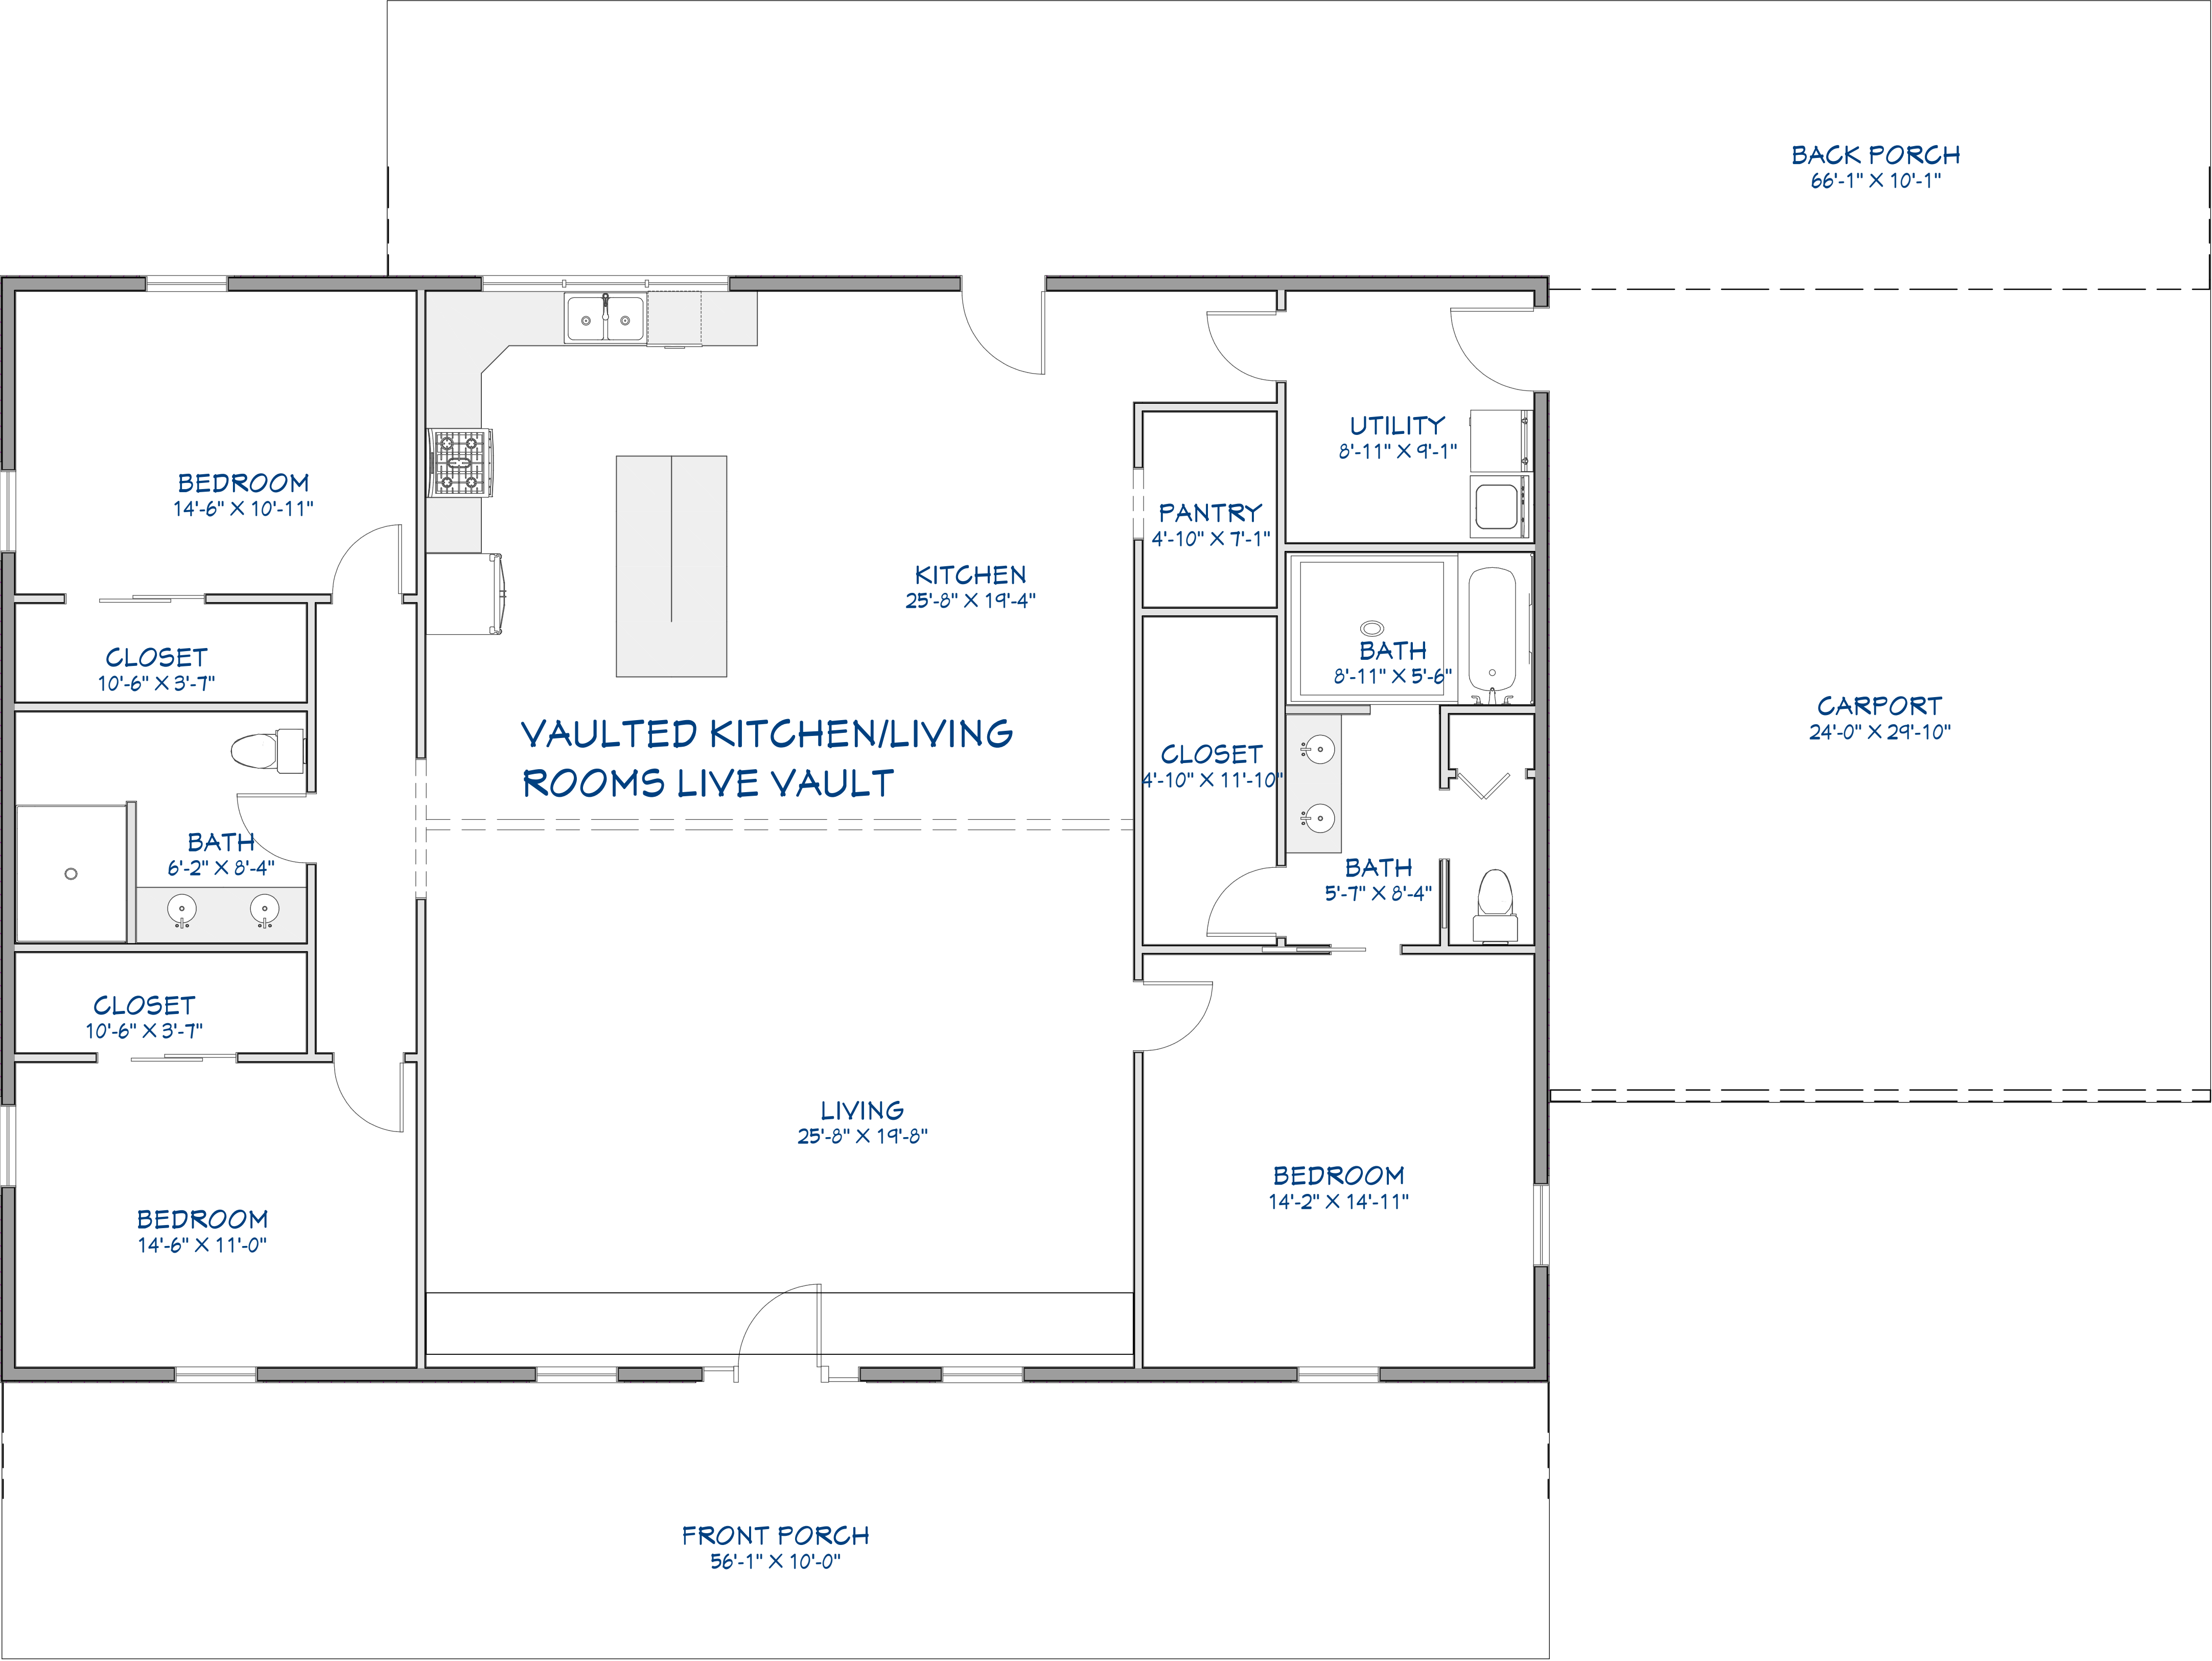 BACK PORCH
66'-1" X 10'-1"
BEDROOM
14'-6" X 10'-11"
UTILITY
8'-11" X 9'-1"
PANTRY
4'-10" X 7'-1"
KITCHEN
25'-8" X 19'-4"
CLOSET
10'-6" X 3'-7"
BATH
8'-11" X 5'-6"
CARPORT
24'-0" X 29'-10"
VAULTED KITCHEN/LIVING
ROOMS LIVE VAULT
CLOSET
4'-10" X 11'-10"
BATH
6'-2" X 8'-4"
BATH
5'-7" X 8'-4"
CLOSET
10'-6" X 3'-7"
LIVING
25'-8" X 19'-8"
BEDROOM
14'-2" X 14'-11"
BEDROOM
14'-6" X 11'-0"
FRONT PORCH
56'-1" X 10'-0"